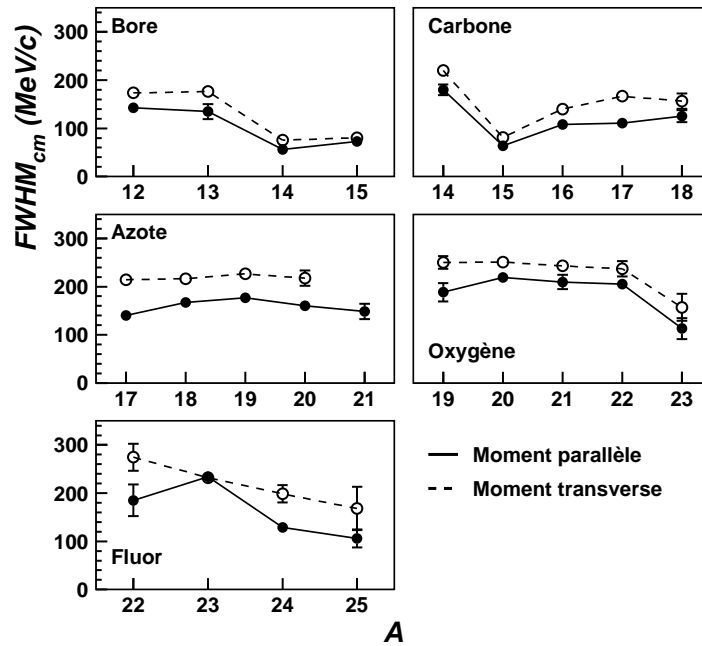 FWHM_cm (MeV/c)
Bore
300
200
100
0
12 13 14 15
Carbone
14 15 16 17 18
Azote
300
200
100
0
17 18 19 20 21
Oxygène
19 20 21 22 23
Fluor
300
200
100
0
22 23 24 25
Moment parallèle
Moment transverse
A